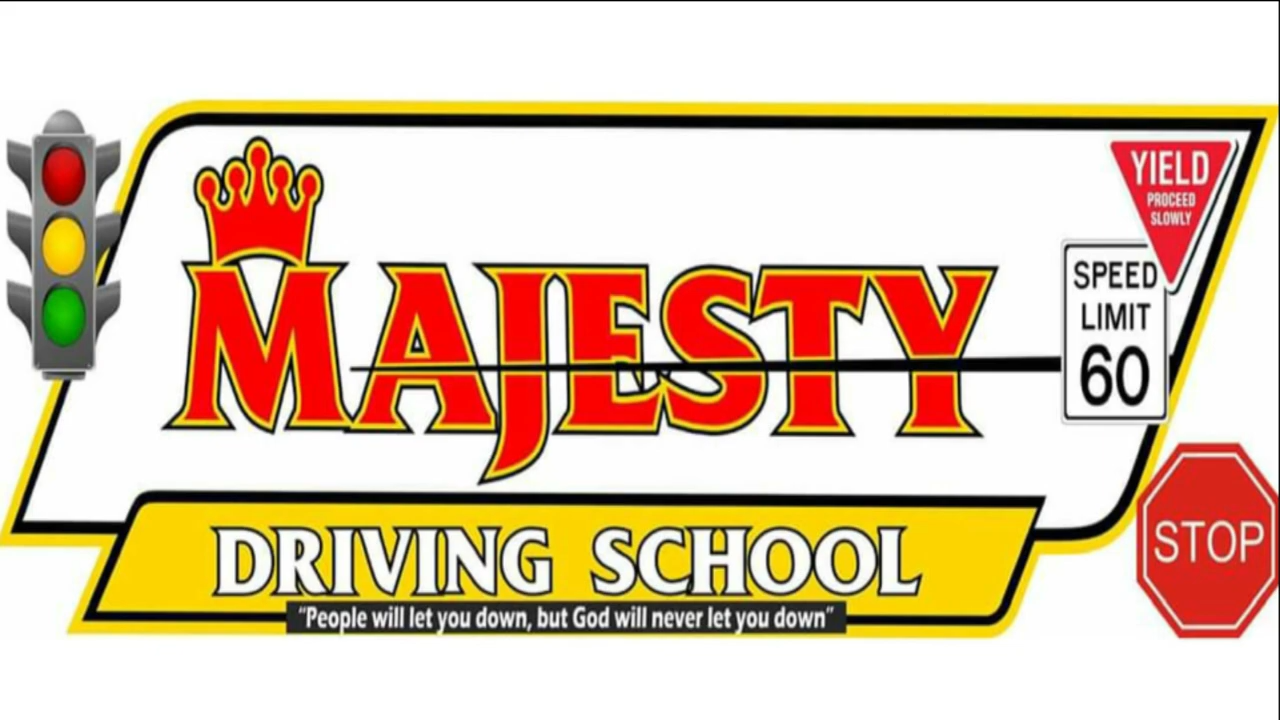 MAJESTY
YIELD
PROCEED
SLOWLY
SPEED
LIMIT
60
STOP
DRIVING SCHOOL
“People will let you down, but God will never let you down”